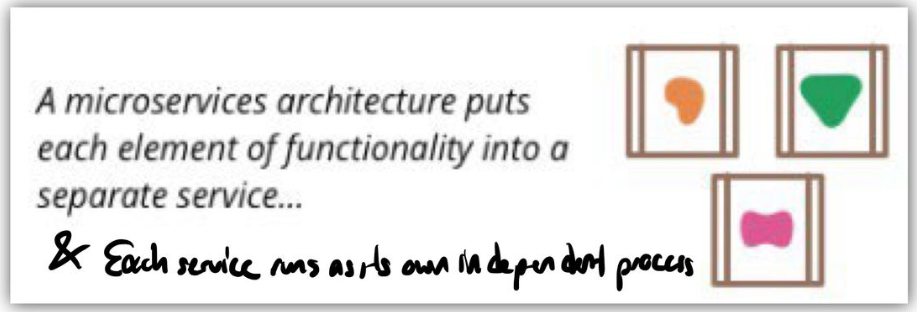 A microservices architecture puts
each element of functionality into a
separate service...
& Each service runs as its own independent process